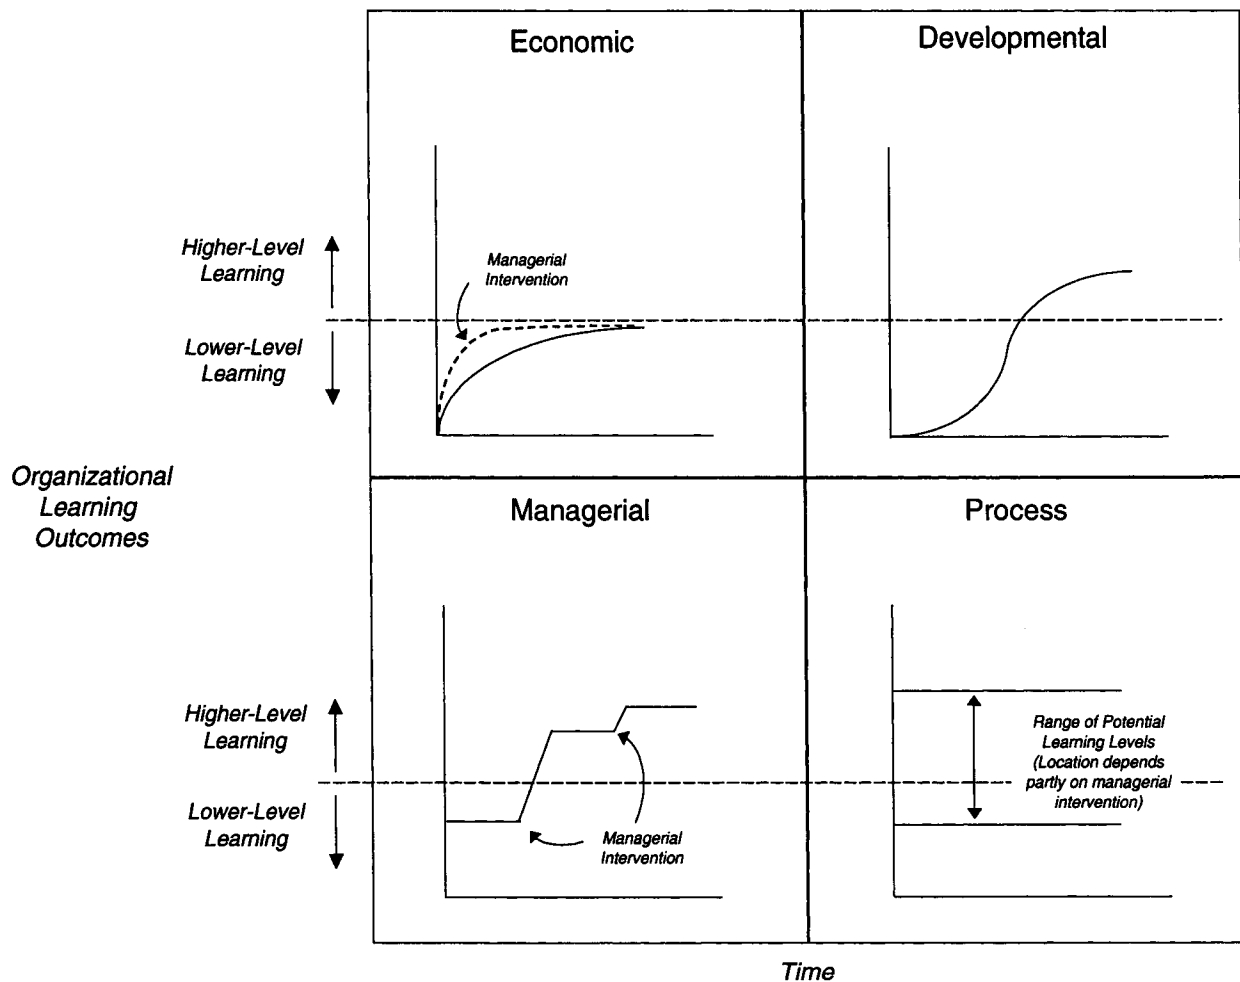 Economic
Developmental
Higher-Level
Learning
Managerial
Intervention
Lower-Level
Learning
Organizational
Learning
Outcomes
Managerial
Process
Higher-Level
Learning
Range of Potential
Learning Levels
(Location depends
partly on managerial
intervention)
Lower-Level
Learning
Managerial
Intervention
Time